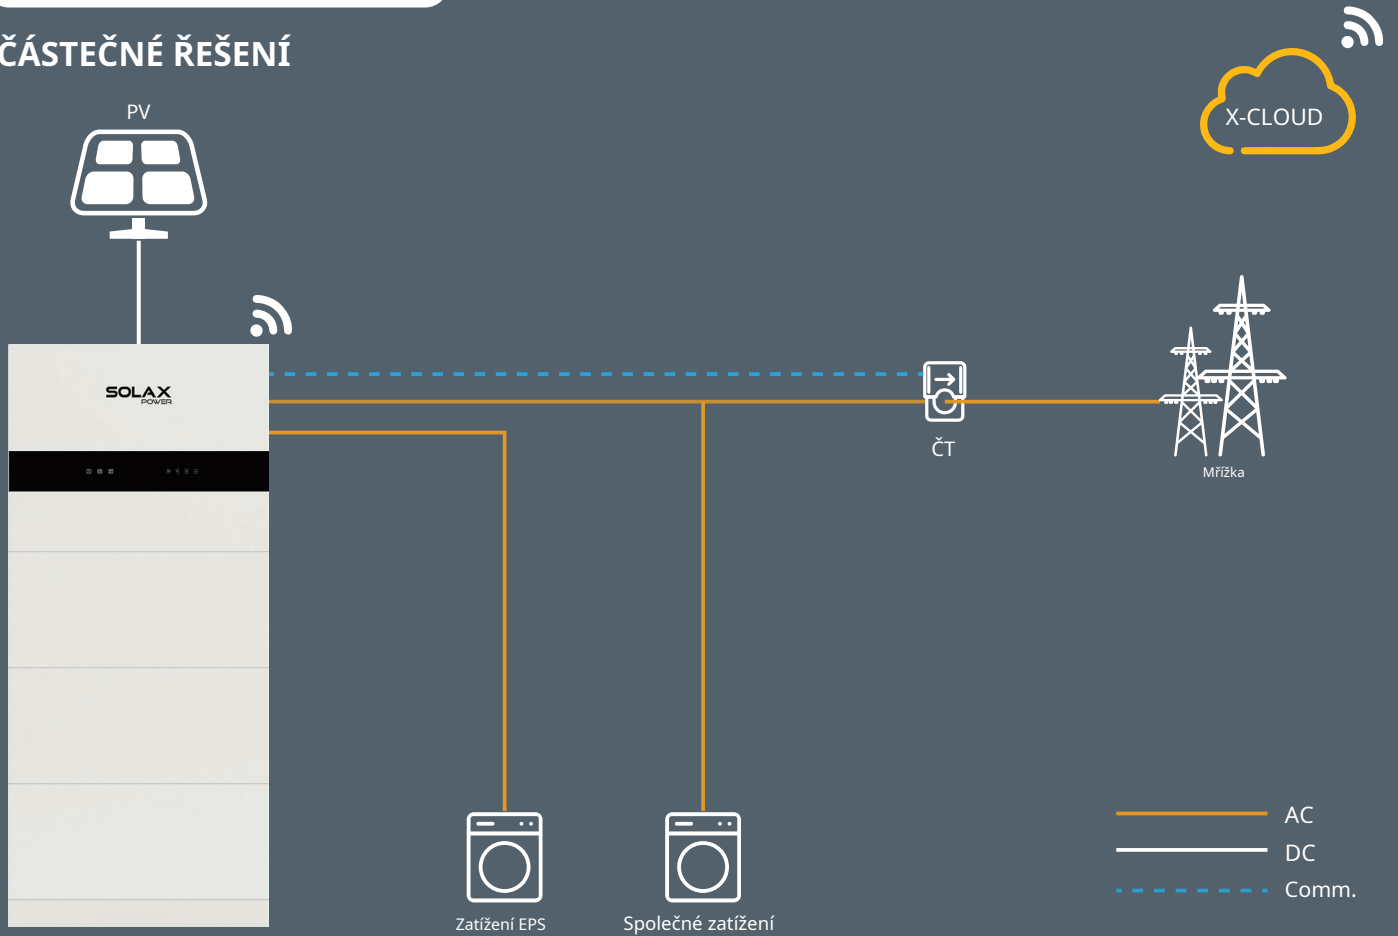 ČÁSTEČNÉ ŘEŠENÍ
PV
X-CLOUD
SOLAX
POWER
ČT
Mřížka
Zatížení EPS
Společné zatížení
AC
DC
Comm.